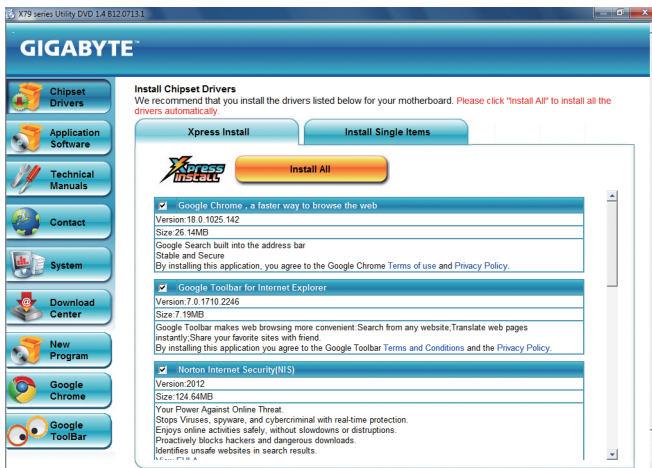 X79 series Utility DVD 1.4 B12.0713.1
GIGABYTE™
Chipset
Drivers
Application
Software
Technical
Manuals
Contact
System
Download
Center
New
Program
Google
Chrome
Google
ToolBar
Install Chipset Drivers
We recommend that you install the drivers listed below for your motherboard. Please click "Install All" to install all the
drivers automatically.
Xpress Install
Install Single Items
Xpress
Install
Install All
Google Chrome , a faster way to browse the web
Version:18.0.1025.142
Size:26.14MB
Google Search built into the address bar
Stable and Secure
By installing this application, you agree to the Google Chrome Terms of use and Privacy Policy.
Google Toolbar for Internet Explorer
Version:7.0.1710.2246
Size:7.19MB
Google Toolbar makes web browsing more convenient:Search from any website;Translate web pages
instantly;Share your favorite sites with friend.
By installing this application you agree to the Google Toolbar Terms and Conditions and the Privacy Policy.
Norton Internet Security(NIS)
Version:2012
Size:124.64MB
Your Power Against Online Threat.
Stops Viruses, spyware, and cybercriminal with real-time protection.
Enjoys online activities safely, without slowdowns or distruptions.
Proactively blocks hackers and dangerous downloads.
Identifies unsafe websites in search results.
View EULA